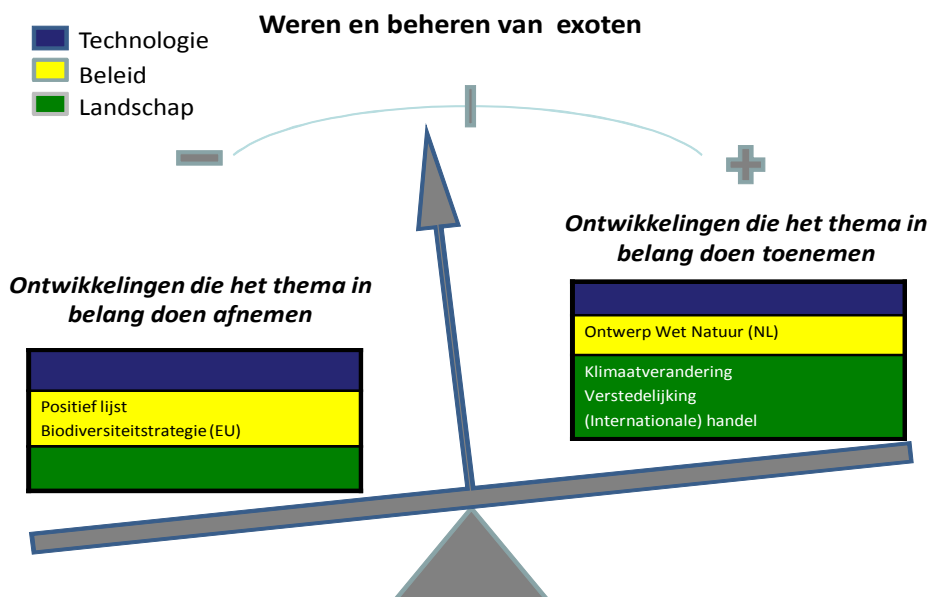 Weren en beheren van exoten
Technologie
Beleid
Landschap
Ontwikkelingen die het thema in
belang doen afnemen
Positief lijst
Biodiversiteitstrategie (EU)
Ontwikkelingen die het thema in
belang doen toenemen
Ontwerp Wet Natuur (NL)
Klimaatverandering
Verstedelijking
(Internationale) handel